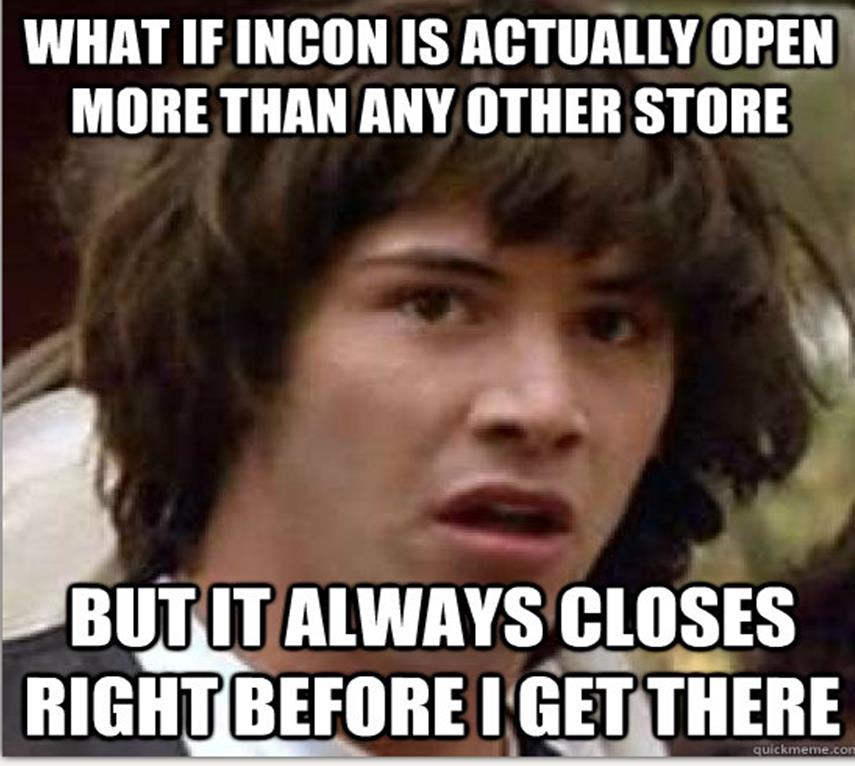 WHAT IF INCON IS ACTUALLY OPEN
MORE THAN ANY OTHER STORE
BUT IT ALWAYS CLOSES
RIGHT BEFORE I GET THERE
quickmeme.com